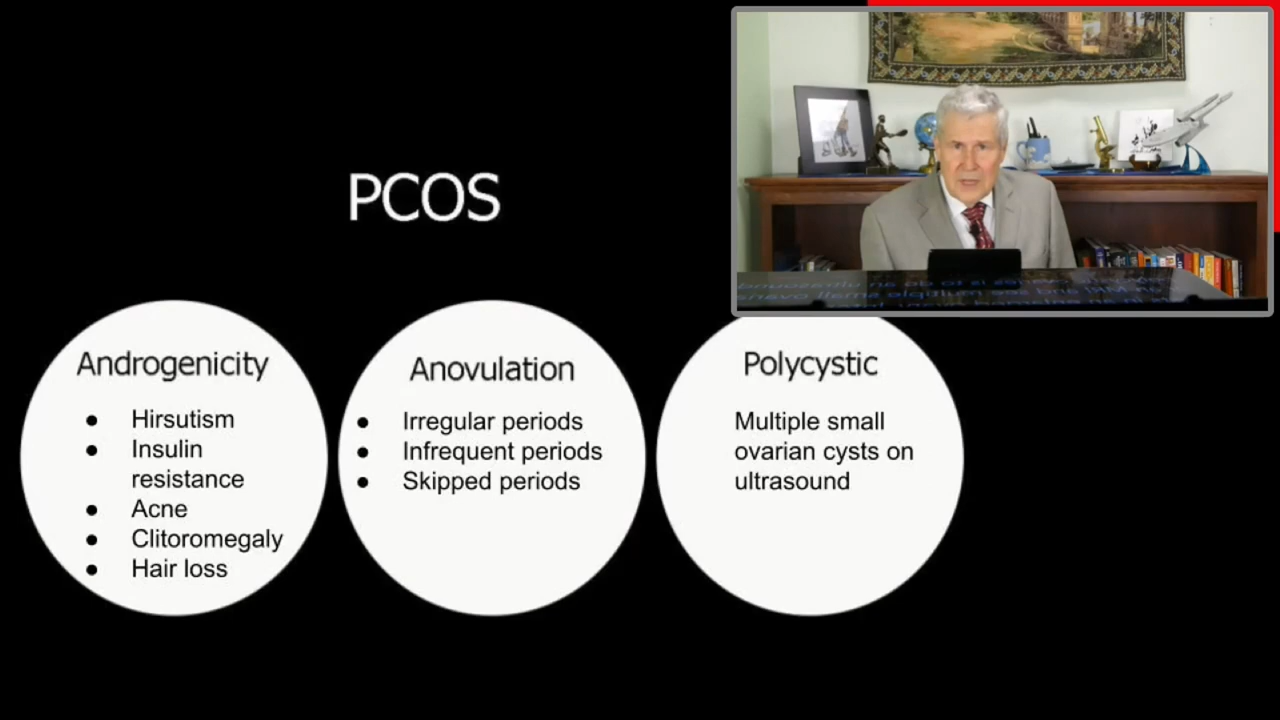 PCOS
Androgenicity
● Hirsutism
● Insulin
resistance
● Acne
● Clitoromegaly
● Hair loss
Anovulation
● Irregular periods
● Infrequent periods
● Skipped periods
Polycystic
Multiple small
ovarian cysts on
ultrasound